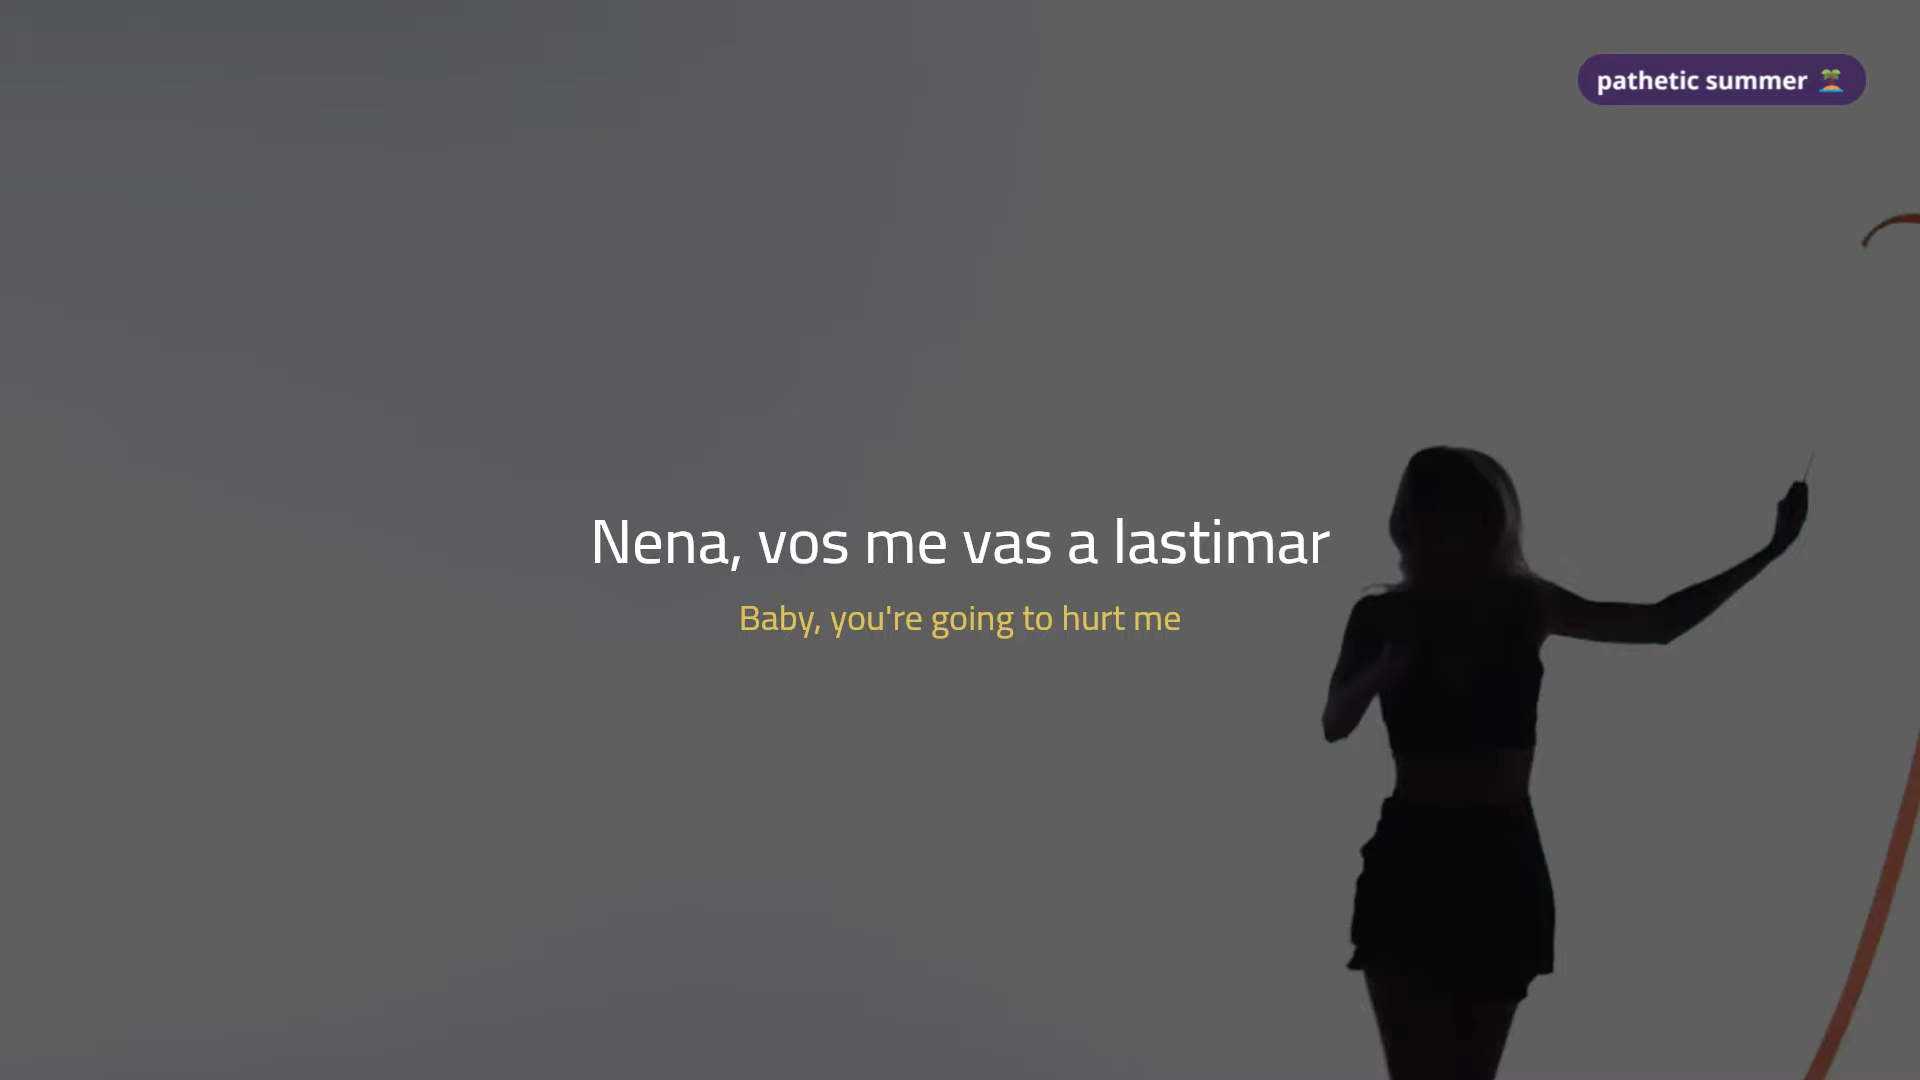 pathetic summer 🏝️
Nena, vos me vas a lastimar
Baby, you're going to hurt me